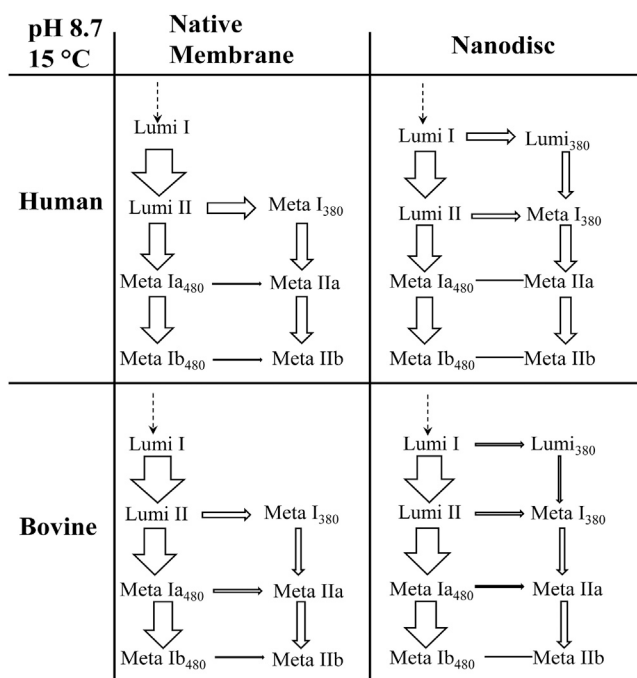 pH 8.7
15 °C
Native
Membrane
Nanodisc
Human
Lumi I
Lumi II Meta I380
Meta Ia480 Meta IIa
Meta Ib480 Meta IIb
Lumi I Lumi380
Lumi II Meta I380
Meta Ia480 Meta IIa
Meta Ib480 Meta IIb
Bovine
Lumi I
Lumi II Meta I380
Meta Ia480 Meta IIa
Meta Ib480 Meta IIb
Lumi I Lumi380
Lumi II Meta I380
Meta Ia480 Meta IIa
Meta Ib480 Meta IIb